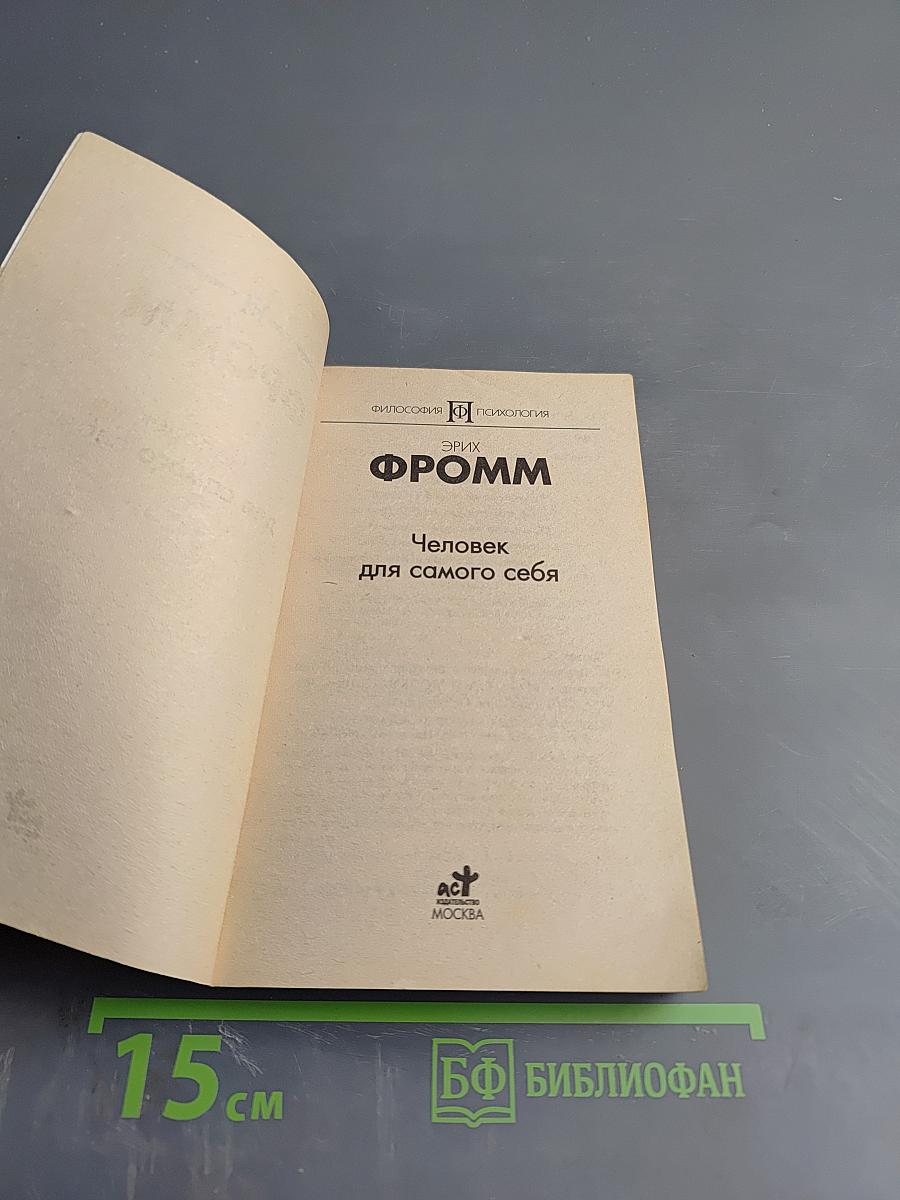 ФИЛОСОФИЯ ФП ПСИХОЛОГИЯ
ЭРИХ
ФРОММ
Человек
для самого себя
аст
ИЗДАТЕЛЬСТВО
МОСКВА
15 см
БФ БИБЛИОФАН